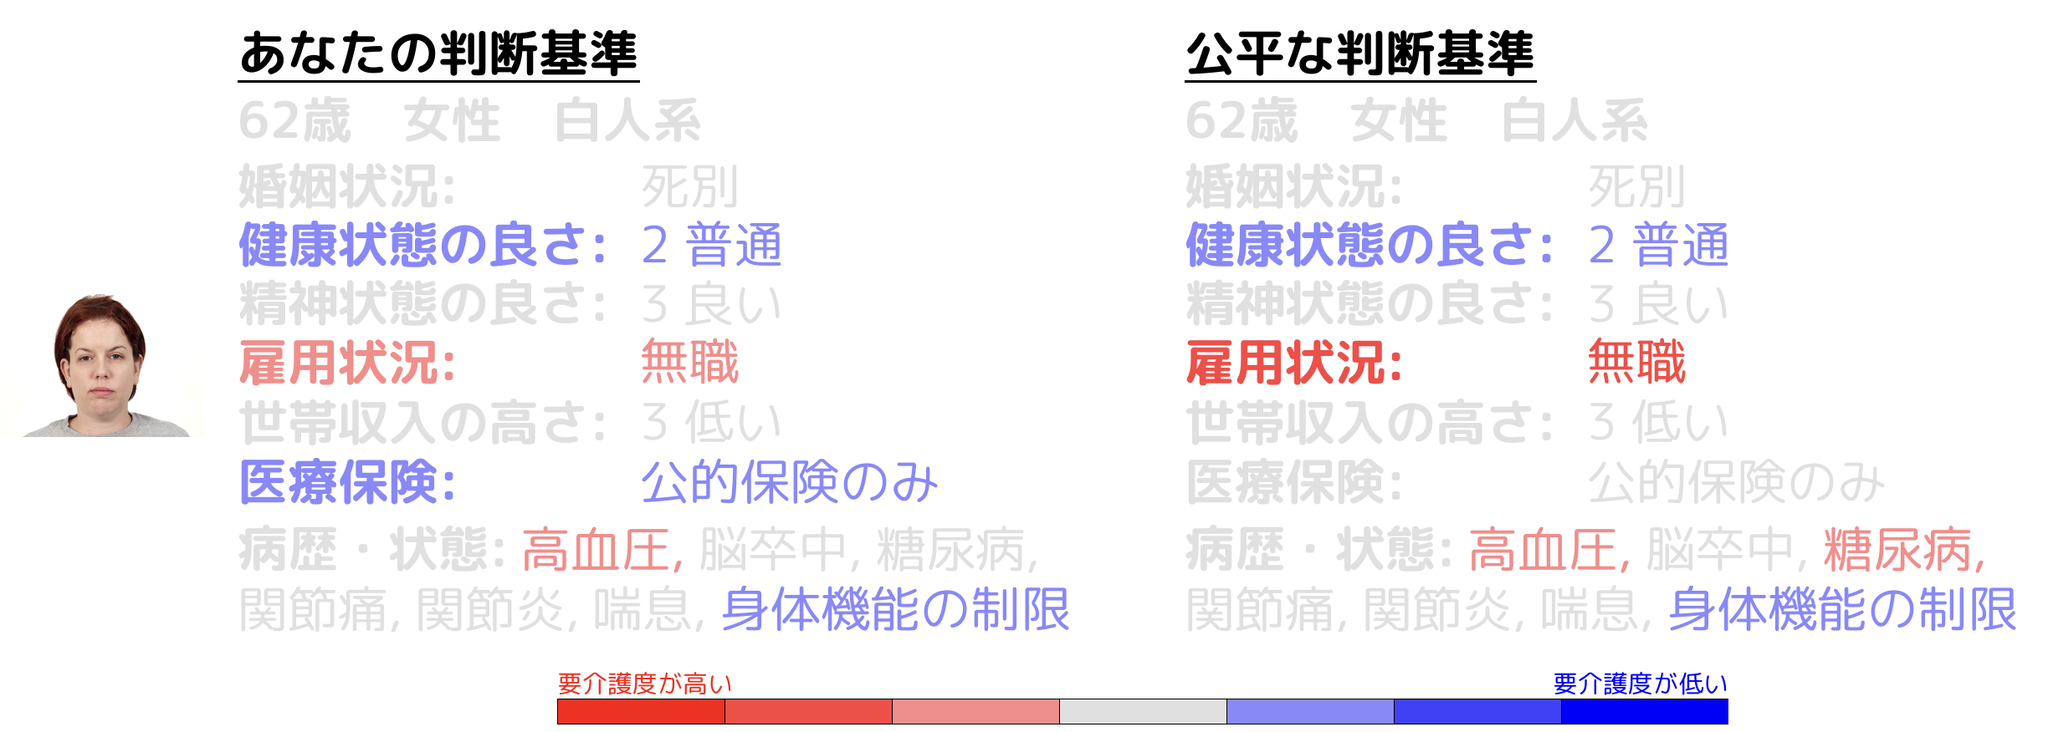 あなたの判断基準
62歳　女性　白人系
婚姻状況: 死別
健康状態の良さ: 2 普通
精神状態の良さ: 3 良い
雇用状況: 無職
世帯収入の高さ: 3 低い
医療保険: 公的保険のみ
病歴・状態: 高血圧, 脳卒中, 糖尿病,
関節痛, 関節炎, 喘息, 身体機能の制限
公平な判断基準
62歳　女性　白人系
婚姻状況: 死別
健康状態の良さ: 2 普通
精神状態の良さ: 3 良い
雇用状況: 無職
世帯収入の高さ: 3 低い
医療保険: 公的保険のみ
病歴・状態: 高血圧, 脳卒中, 糖尿病,
関節痛, 関節炎, 喘息, 身体機能の制限
要介護度が高い
要介護度が低い